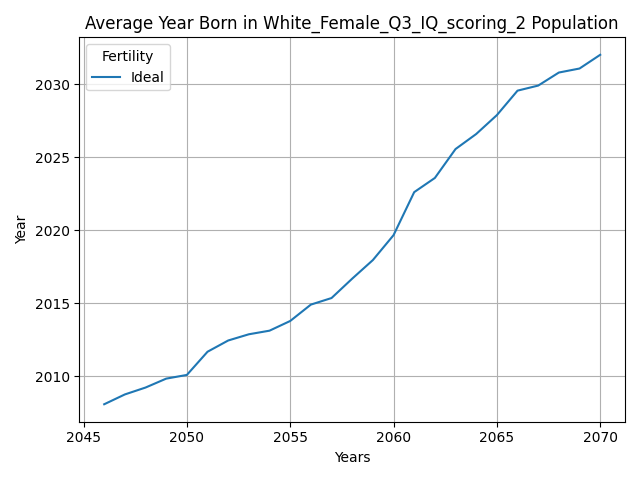 Average Year Born in White_Female_Q3_IQ_scoring_2 Population
Fertility
Ideal
Year
2030
2025
2020
2015
2010
2045 2050 2055 2060 2065 2070
Years